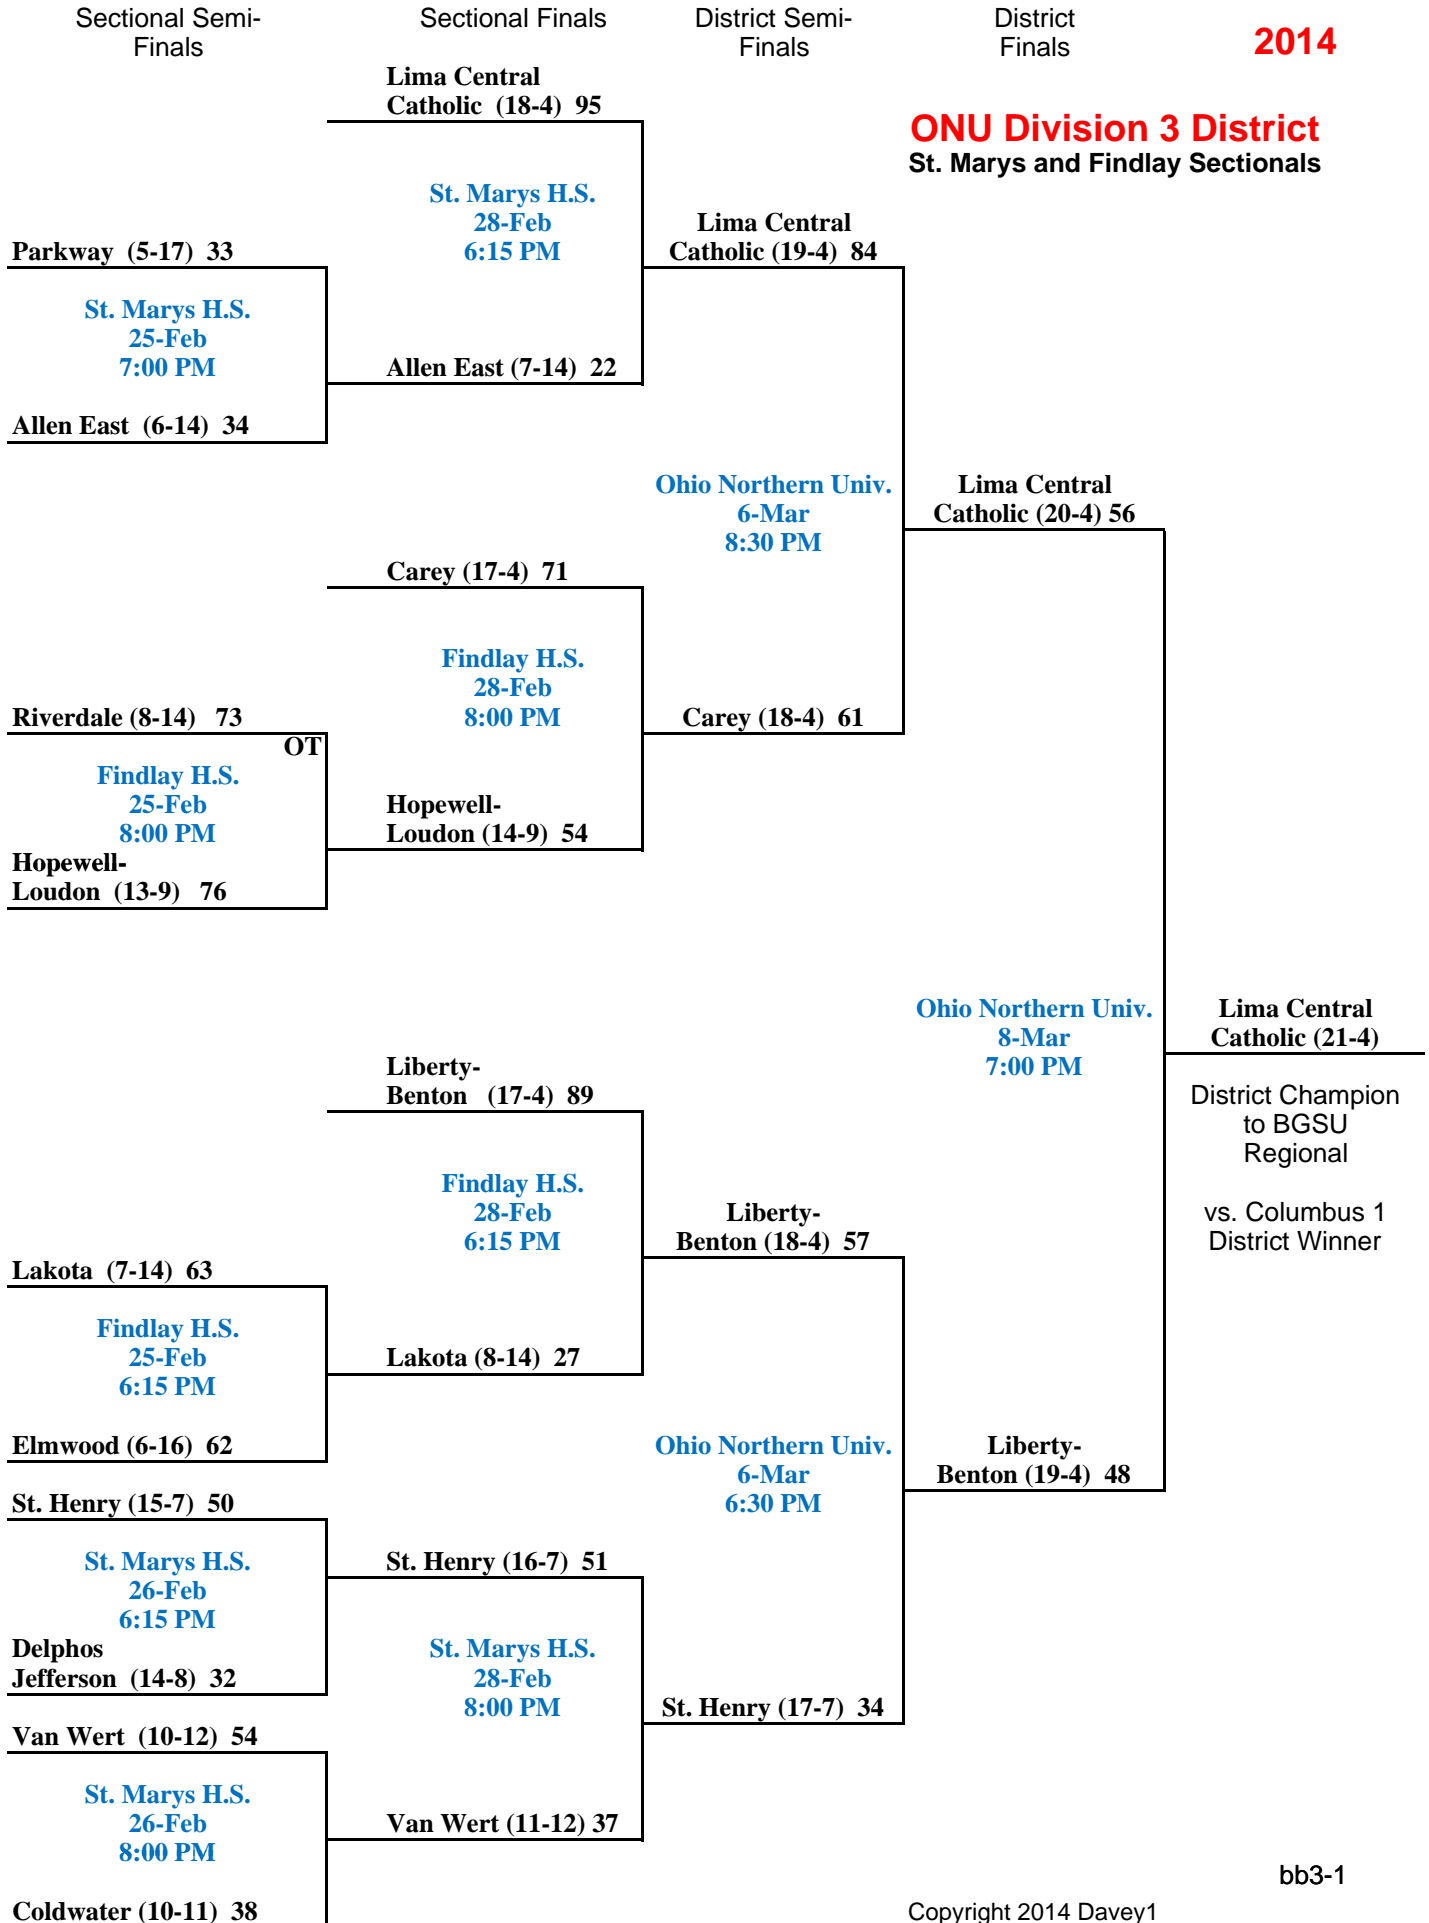 Sectional Semi-
Finals
Sectional Finals
District Semi-
Finals
District
Finals
2014
ONU Division 3 District
St. Marys and Findlay Sectionals
Lima Central
Catholic (18-4) 95
St. Marys H.S.
28-Feb
6:15 PM
Lima Central
Catholic (19-4) 84
Parkway (5-17) 33
St. Marys H.S.
25-Feb
7:00 PM
Allen East (7-14) 22
Allen East (6-14) 34
Ohio Northern Univ.
6-Mar
8:30 PM
Lima Central
Catholic (20-4) 56
Carey (17-4) 71
Findlay H.S.
28-Feb
8:00 PM
Riverdale (8-14) 73
OT
Carey (18-4) 61
Findlay H.S.
25-Feb
8:00 PM
Hopewell-
Loudon (14-9) 54
Hopewell-
Loudon (13-9) 76
Ohio Northern Univ.
8-Mar
7:00 PM
Lima Central
Catholic (21-4)
District Champion
to BGSU
Regional
vs. Columbus 1
District Winner
Liberty-
Benton (17-4) 89
Findlay H.S.
28-Feb
6:15 PM
Liberty-
Benton (18-4) 57
Lakota (7-14) 63
Findlay H.S.
25-Feb
6:15 PM
Lakota (8-14) 27
Elmwood (6-16) 62
Ohio Northern Univ.
6-Mar
6:30 PM
Liberty-
Benton (19-4) 48
St. Henry (15-7) 50
St. Marys H.S.
26-Feb
6:15 PM
St. Henry (16-7) 51
Delphos
Jefferson (14-8) 32
St. Marys H.S.
28-Feb
8:00 PM
St. Henry (17-7) 34
Van Wert (10-12) 54
St. Marys H.S.
26-Feb
8:00 PM
Van Wert (11-12) 37
Coldwater (10-11) 38
bb3-1
Copyright 2014 Davey1